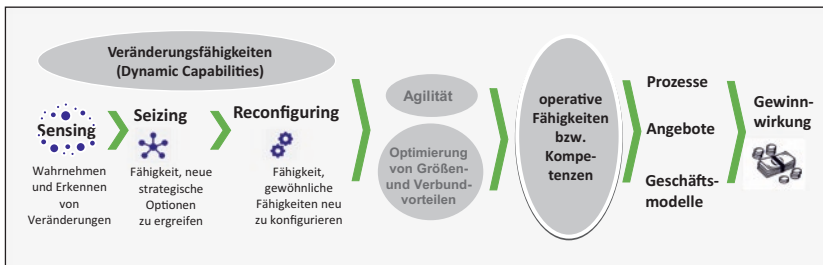 Veränderungsfähigkeiten
(Dynamic Capabilities)
Sensing
Wahrnehmen
und Erkennen
von
Veränderungen
Seizing
Fähigkeit, neue
strategische
Optionen
zu ergreifen
Reconfiguring
Fähigkeit,
gewöhnliche
Fähigkeiten neu
zu konfigurieren
Agilität
Optimierung
von Größen-
und Verbund-
vorteilen
operative
Fähigkeiten
bzw.
Kompe-
tenzen
Prozesse
Angebote
Geschäfts-
modelle
Gewinn-
wirkung